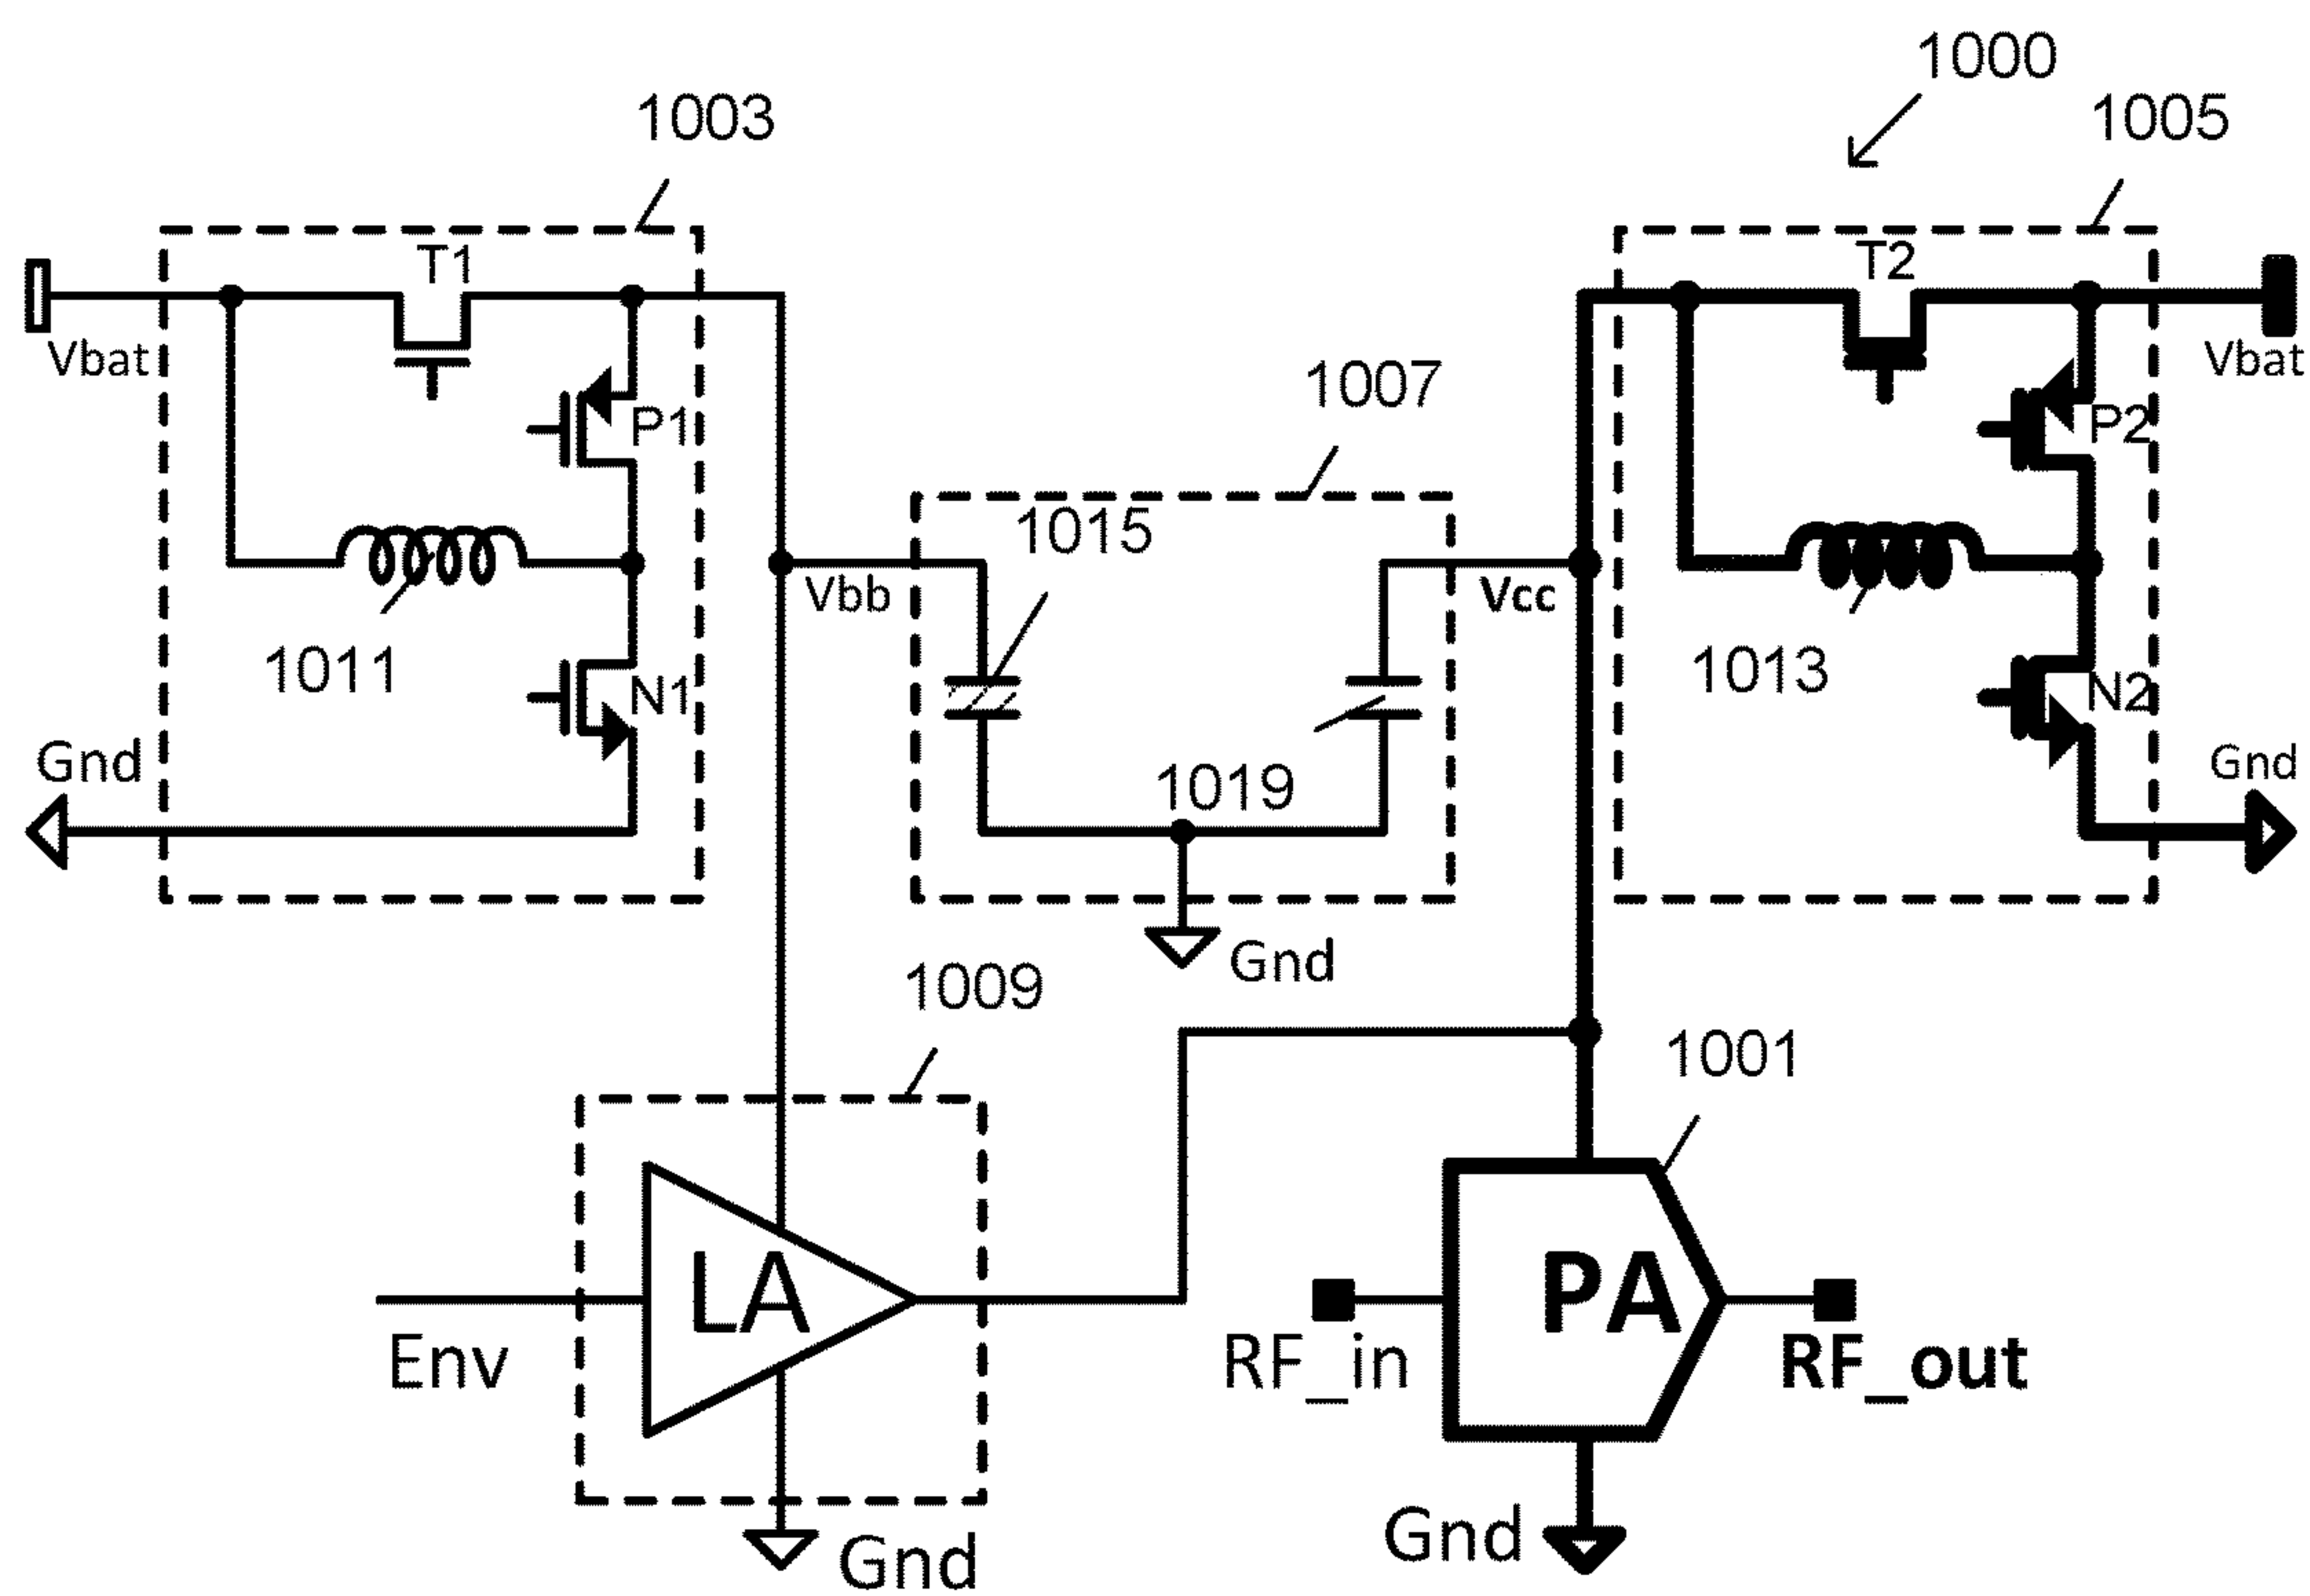 1000
1003
1005
T1
T2
Vbat
Vbat
1007
P1
P2
1015
Vbb
Vcc
1011
N1
1013
N2
Gnd
1019
Gnd
Gnd
1009
1001
LA
PA
Env
RF_in
RF_out
Gnd
Gnd